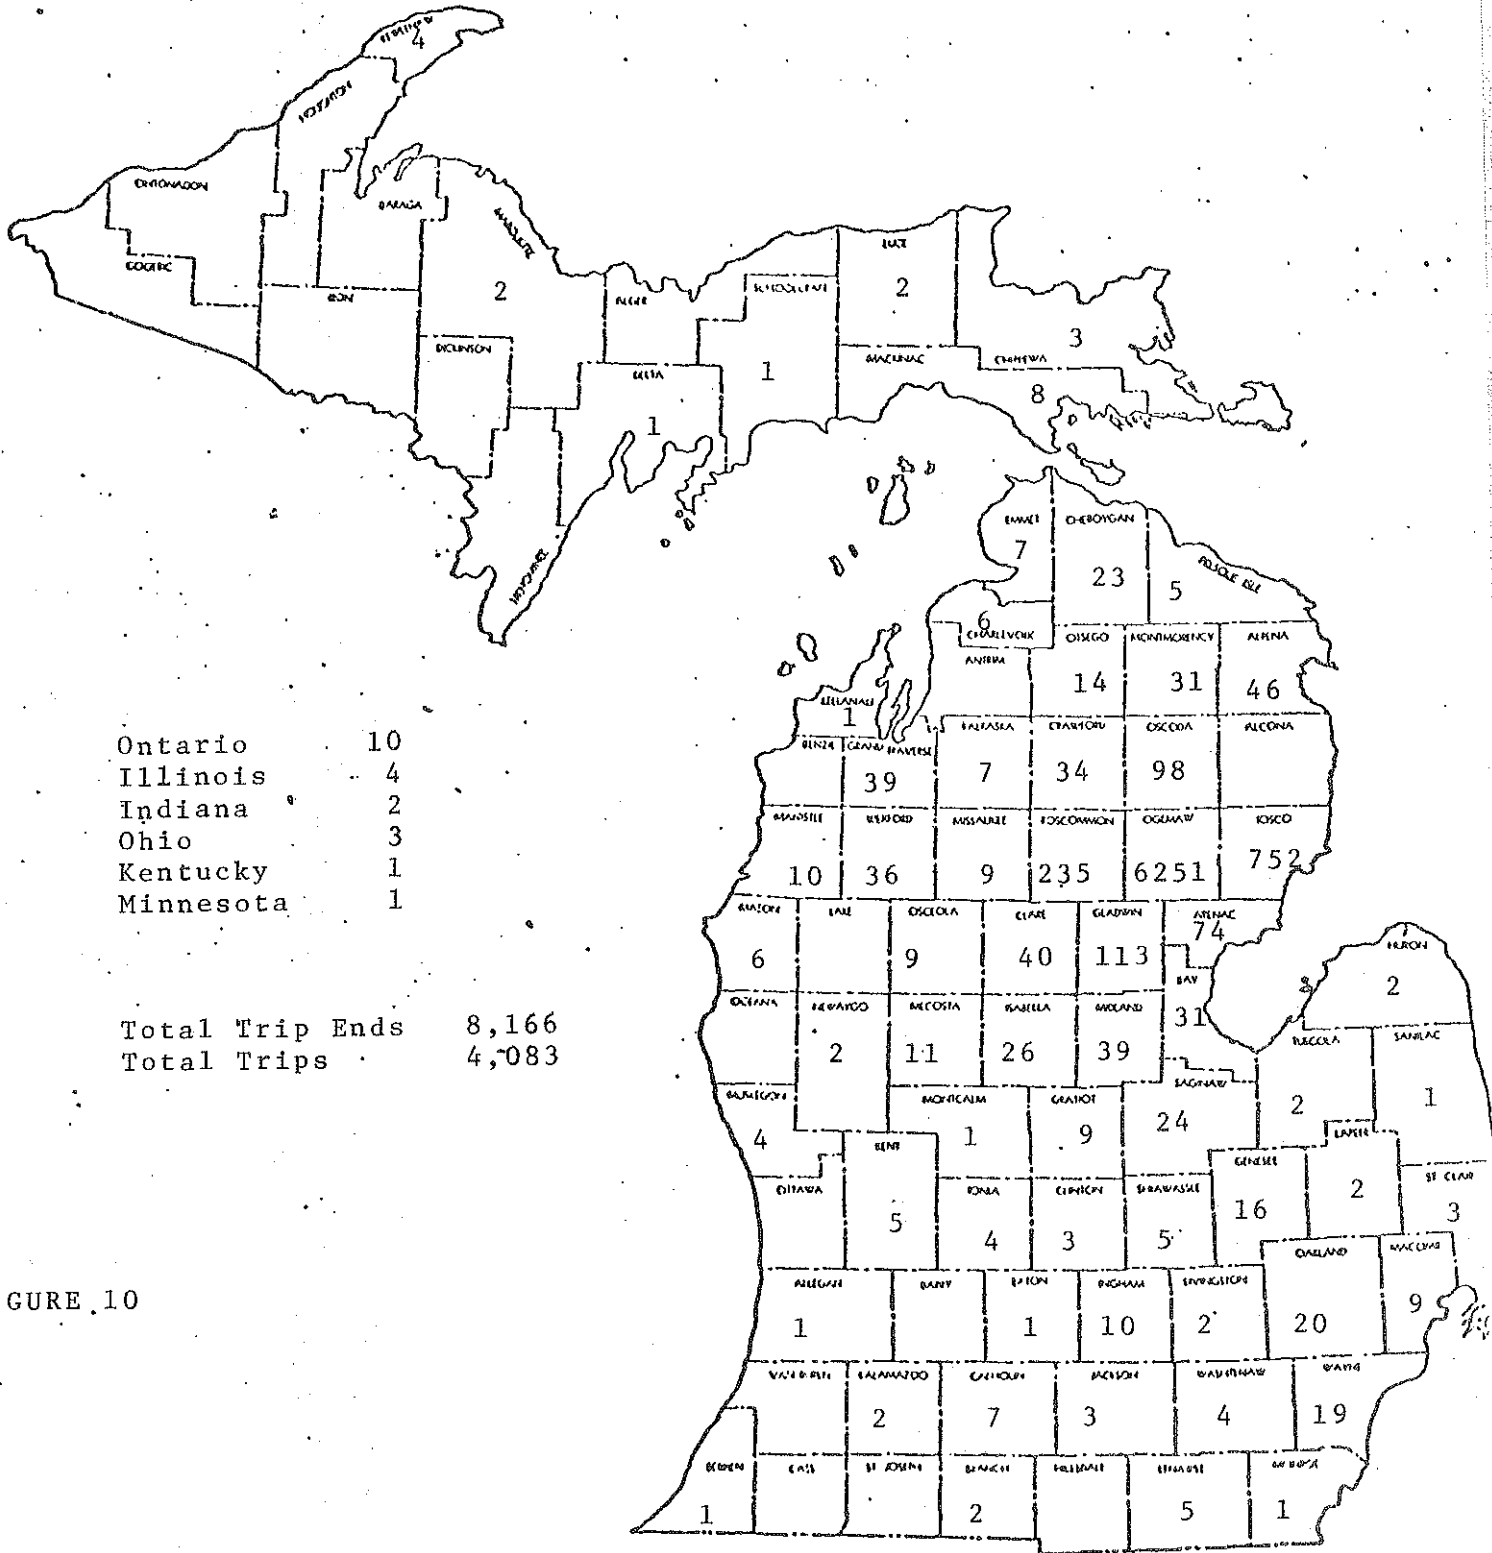 4
ONTONAGON
BARAGA
MARQUETTE
GOGEBIC
IRON
2
ALGER
SCHOOLCRAFT
LUCE
2
DICKINSON
DELTA
1
1
MACKINAC
CHIPPEWA
3
8
EMMET
7
CHEBOYGAN
23
PRESQUE ISLE
5
6
CHARLEVOIX
ANTRIM
OTSEGO
14
MONTMORENCY
31
ALPENA
46
LEELANAU
1
BENZIE
GRAND TRAVERSE
39
KALKASKA
7
CRAWFORD
34
OSCODA
98
ALCONA
Ontario 10
Illinois 4
Indiana 2
Ohio 3
Kentucky 1
Minnesota 1
MANISTEE
10
WEXFORD
36
MISSAUKEE
9
ROSCOMMON
235
OGEMAW
6251
IOSCO
752
MASON
6
LAKE
OSCEOLA
9
CLARE
40
GLADWIN
113
ARENAC
74
HURON
2
Total Trip Ends 8,166
Total Trips 4,083
OCEANA
NEWAYGO
2
MECOSTA
11
ISABELLA
26
MIDLAND
39
BAY
31
TUSCOLA
2
SANILAC
1
MUSKEGON
4
MONTCALM
1
GRATIOT
9
SAGINAW
24
OTTAWA
KENT
5
IONIA
4
CLINTON
3
SHIAWASSEE
5
GENESEE
16
LAPEER
2
ST CLAIR
3
GURE 10
ALLEGAN
1
BARRY
EATON
1
INGHAM
10
LIVINGSTON
2
OAKLAND
20
MACOMB
9
VAN BUREN
KALAMAZOO
2
CALHOUN
7
JACKSON
3
WASHTENAW
4
WAYNE
19
BERRIEN
1
CASS
ST JOSEPH
BRANCH
2
HILLSDALE
LENAWEE
5
MONROE
1